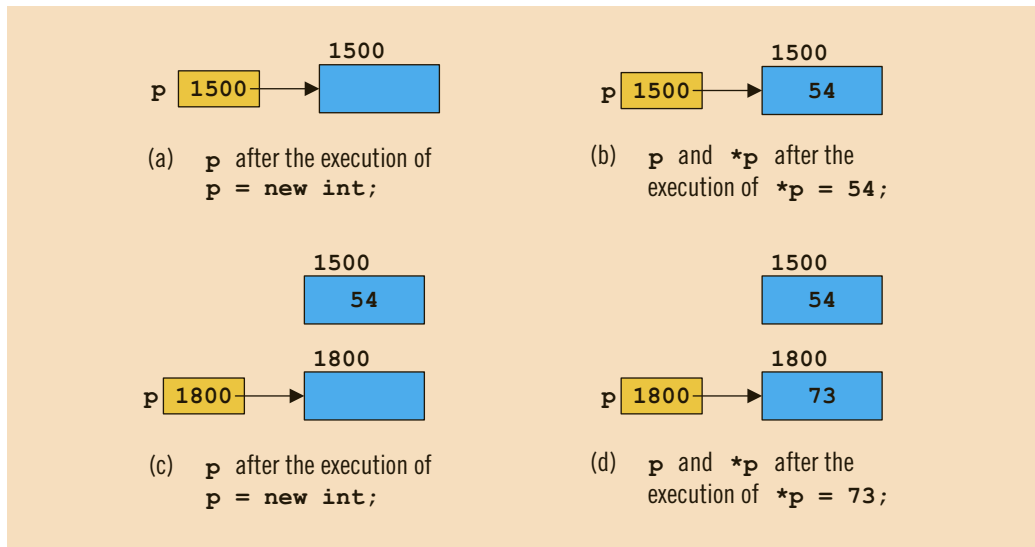 1500
p 1500
(a) p after the execution of
p = new int;
1500
p 1500 54
(b) p and *p after the
execution of *p = 54;
1500
54
1800
p 1800
(c) p after the execution of
p = new int;
1500
54
1800
p 1800 73
(d) p and *p after the
execution of *p = 73;